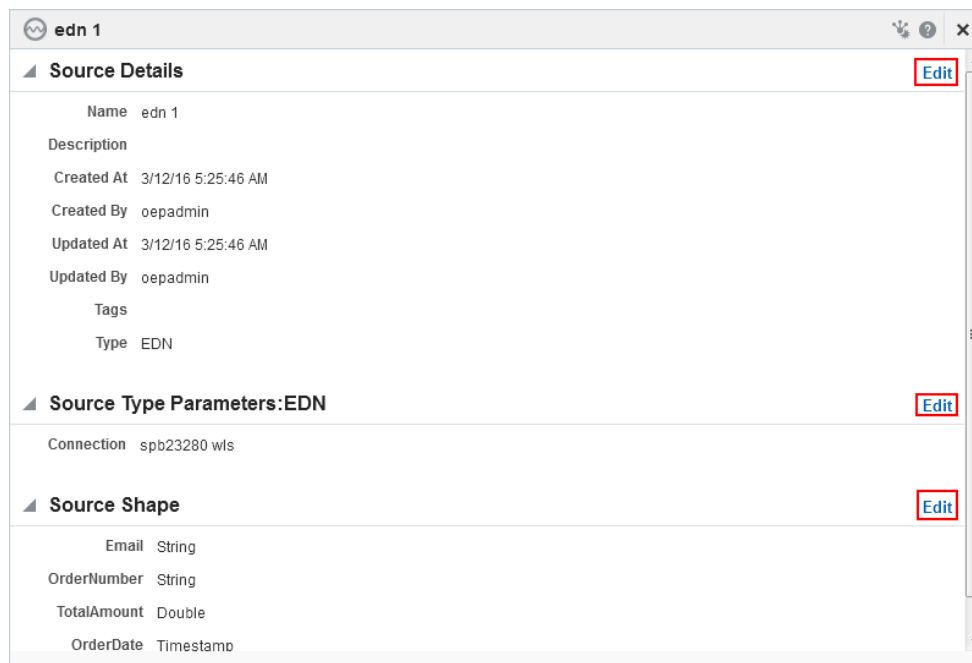 edn 1
Source Details Edit
Name edn 1
Description
Created At 3/12/16 5:25:46 AM
Created By oepadmin
Updated At 3/12/16 5:25:46 AM
Updated By oepadmin
Tags
Type EDN
Source Type Parameters:EDN Edit
Connection spb23280 wls
Source Shape Edit
Email String
OrderNumber String
TotalAmount Double
OrderDate Timestamp